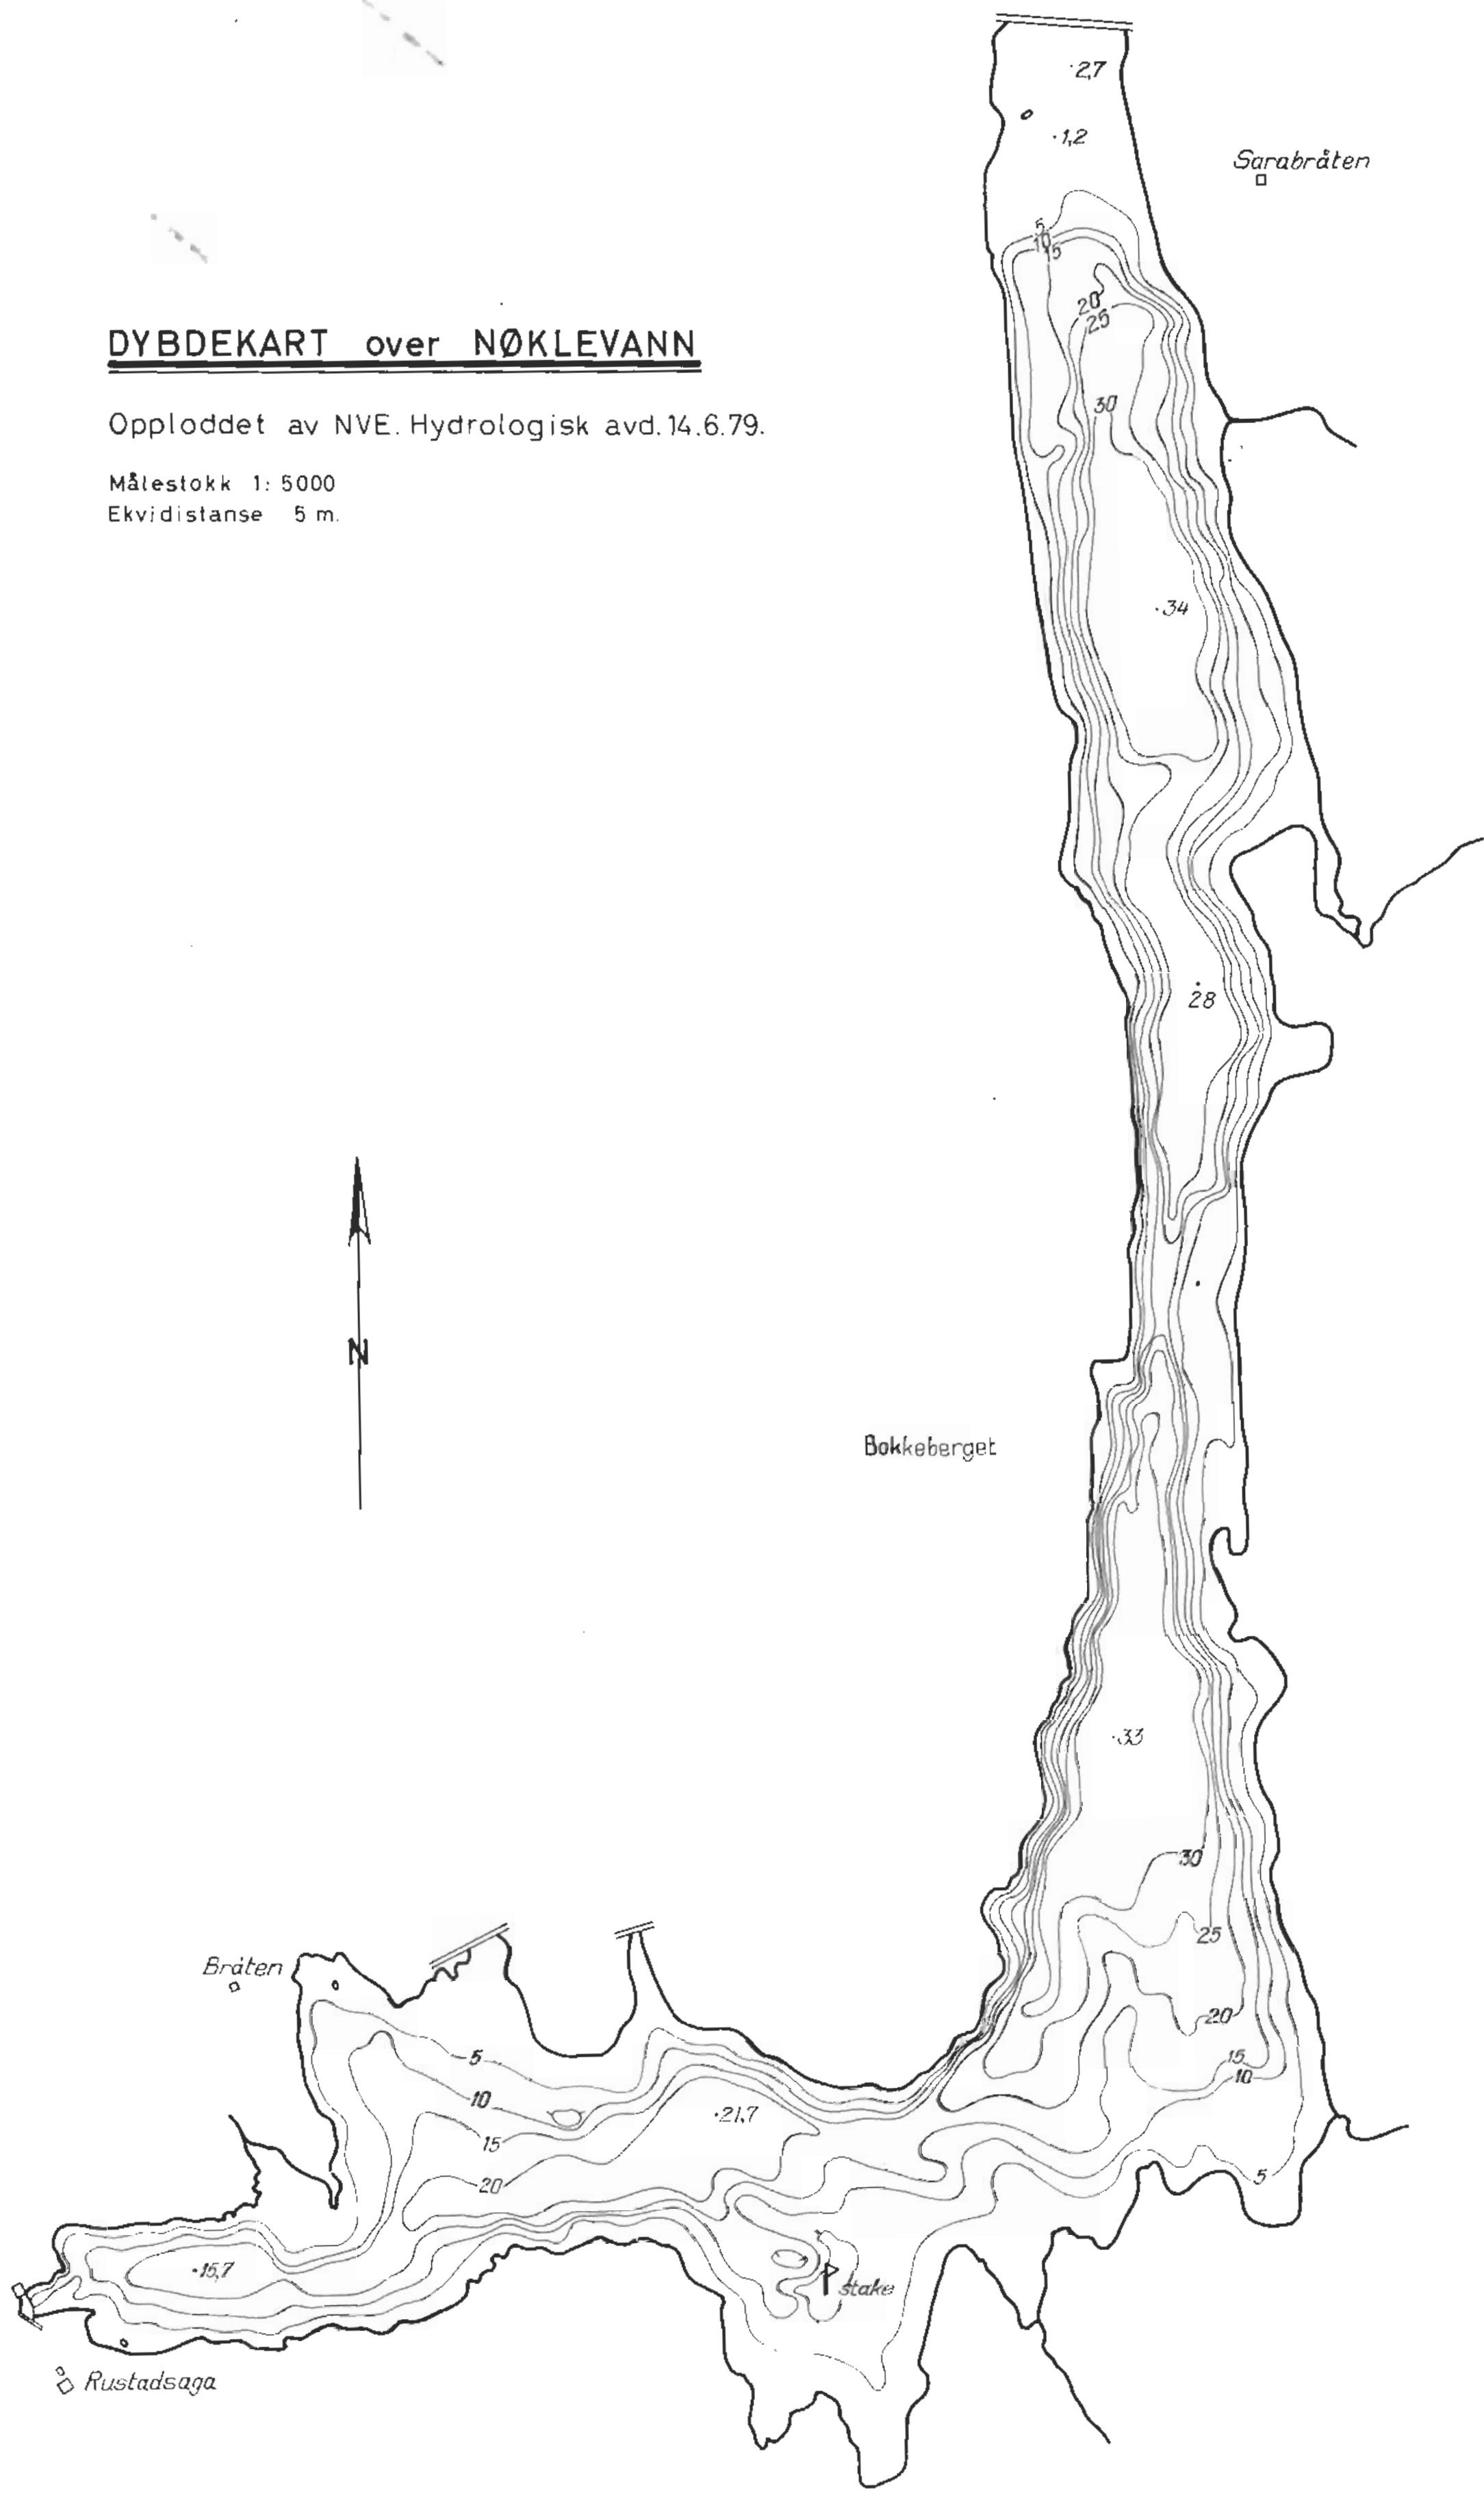 2,7
1,2
Sarabråten
5
10
15
20
25
DYBDEKART over NØKLEVANN
30
Opploddet av NVE. Hydrologisk avd. 14.6.79.
Målestokk 1: 5000
Ekvidistanse 5 m.
34
28
N
Bokkeberget
33
30
25
Bråten
20
5
15
10
10
21,7
15
5
20
15,7
stake
Rustadsaga